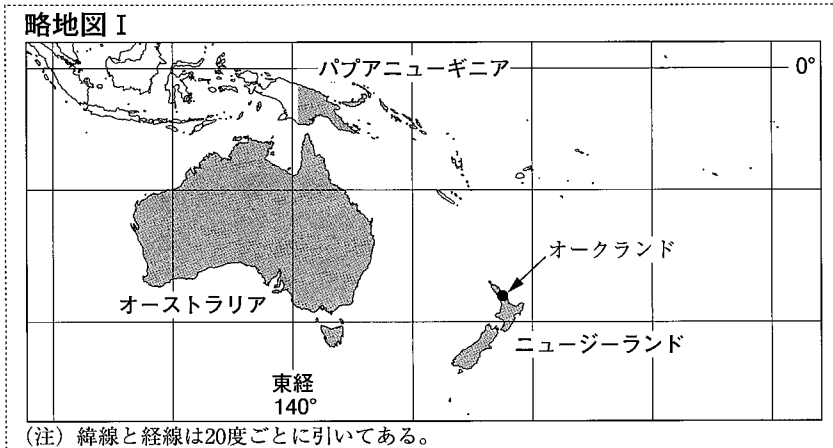 略地図Ⅰ
パプアニューギニア
0°
オークランド
オーストラリア
ニュージーランド
東経
140°
(注) 緯線と経線は20度ごとに引いてある。